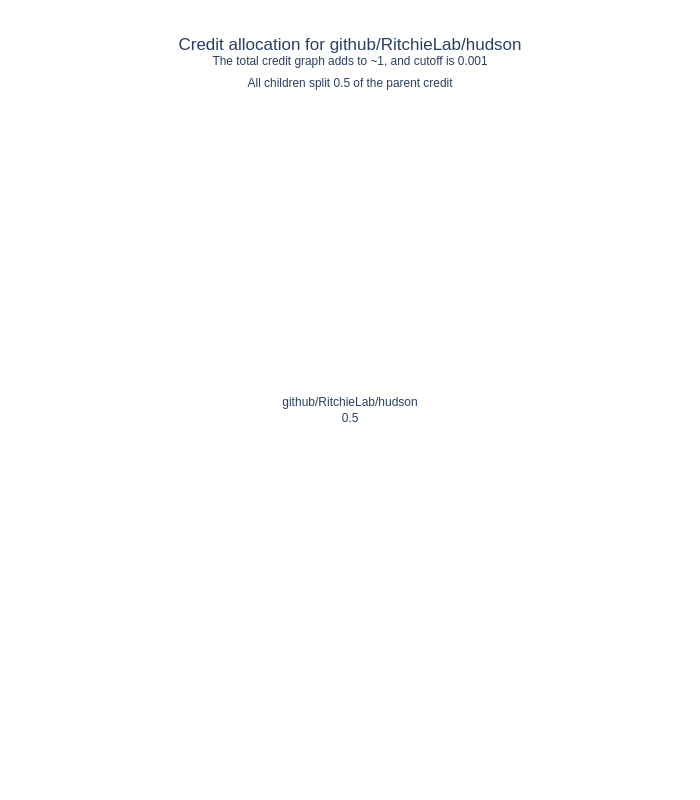 Credit allocation for github/RitchieLab/hudson
The total credit graph adds to ~1, and cutoff is 0.001
All children split 0.5 of the parent credit
github/RitchieLab/hudson
0.5